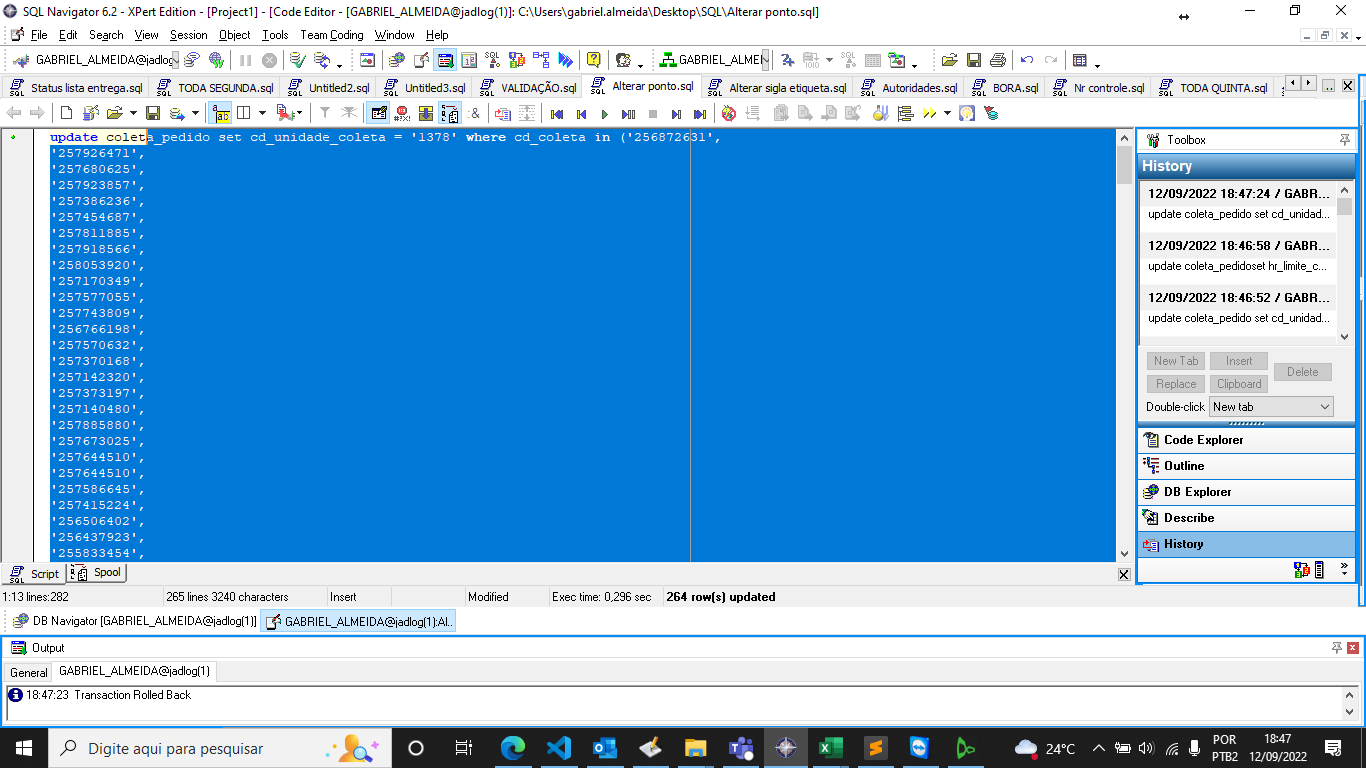 SQL Navigator 6.2 - XPert Edition - [Project1] - [Code Editor - [GABRIEL_ALMEIDA@jadlog(1)]: C:\Users\gabriel.almeida\Desktop\SQL\Alterar ponto.sql]
File Edit Search View Session Object Tools Team Coding Window Help
GABRIEL_ALMEIDA@jadlog GABRIEL_ALMEI
Status lista entrega.sql TODA SEGUNDA.sql Untitled2.sql Untitled3.sql VALIDAÇÃO.sql Alterar ponto.sql Alterar sigla etiqueta.sql Autoridades.sql BORA.sql Nr controle.sql TODA QUINTA.sql
update coleta_pedido set cd_unidade_coleta = '1378' where cd_coleta in ('256872631',
'257926471',
'257680625',
'257923857',
'257386236',
'257454687',
'257811885',
'257918566',
'258053920',
'257170349',
'257577055',
'257743809',
'256766198',
'257570632',
'257370168',
'257142320',
'257373197',
'257140480',
'257885880',
'257673025',
'257644510',
'257644510',
'257586645',
'257415224',
'256506402',
'256437923',
'255833454',
Toolbox
History
12/09/2022 18:47:24 / GABR...
update coleta_pedido set cd_unidad...
12/09/2022 18:46:58 / GABR...
update coleta_pedidoset hr_limite_c...
12/09/2022 18:46:52 / GABR...
update coleta_pedido set cd_unidad...
New Tab Insert Delete
Replace Clipboard
Double-click New tab
Code Explorer
Outline
DB Explorer
Describe
History
Script Spool
1:13 lines:282 265 lines 3240 characters Insert Modified Exec time: 0,296 sec 264 row(s) updated
DB Navigator [GABRIEL_ALMEIDA@jadlog(1)] GABRIEL_ALMEIDA@jadlog(1):Al..
Output
General GABRIEL_ALMEIDA@jadlog(1)
18:47:23 Transaction Rolled Back
Digite aqui para pesquisar
24°C
POR
PTB2
18:47
12/09/2022